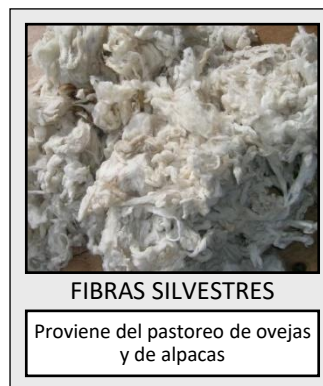 FIBRAS SILVESTRES
Proviene del pastoreo de ovejas
y de alpacas